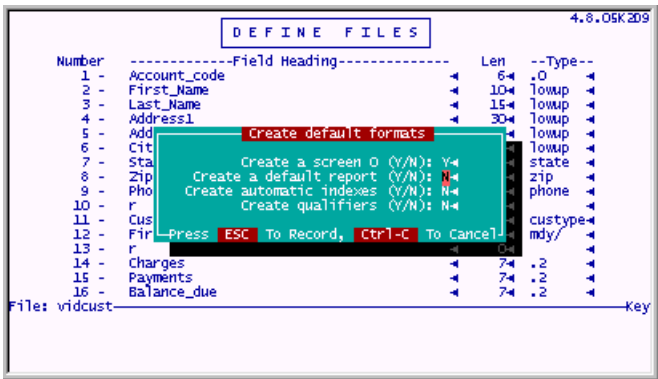 4.8.05K2D9
DEFINE FILES
Number -------------Field Heading------------- Len --Type--
1 - Account_code 6 .0
2 - First_Name 10 lowup
3 - Last_Name 15 lowup
4 - Address1 30 lowup
5 - Add lowup
6 - Cit lowup
7 - Sta state
8 - Zip zip
9 - Pho phone
10 - r
11 - Cus custype
12 - Fir mdy/
13 - r 0
14 - Charges 7 .2
15 - Payments 7 .2
16 - Balance_due 7 .2
File: vidcust Key
Create default formats
Create a screen 0 (Y/N): Y
Create a default report (Y/N): N
Create automatic indexes (Y/N): N
Create qualifiers (Y/N): N
Press ESC To Record, Ctrl-C To Cancel